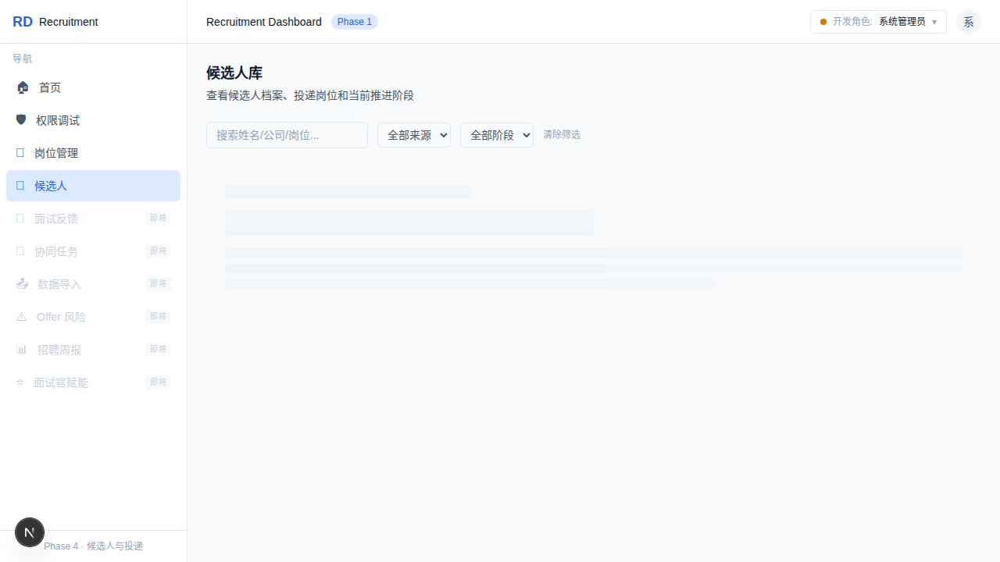 RD Recruitment
Recruitment Dashboard
Phase 1
开发角色: 系统管理员 ▾
系
导航
首页
权限调试
岗位管理
候选人
面试反馈 即将
协同任务 即将
数据导入 即将
Offer 风险 即将
招聘周报 即将
面试官赋能 即将
Phase 4 · 候选人与投递
候选人库
查看候选人档案、投递岗位和当前推进阶段
搜索姓名/公司/岗位...
全部来源
全部阶段
清除筛选